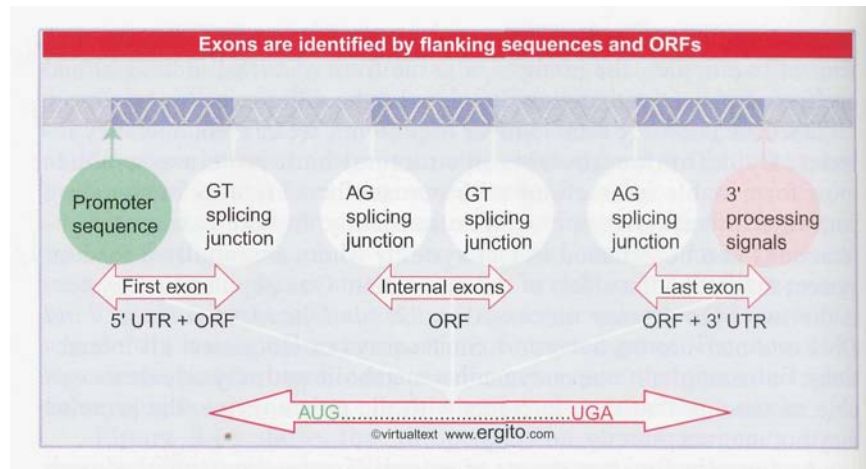 Exons are identified by flanking sequences and ORFs
Promoter
sequence
GT
splicing
junction
AG
splicing
junction
GT
splicing
junction
AG
splicing
junction
3'
processing
signals
First exon
Internal exons
Last exon
5' UTR + ORF
ORF
ORF + 3' UTR
AUG.......................................UGA
©virtualtext www.ergito.com